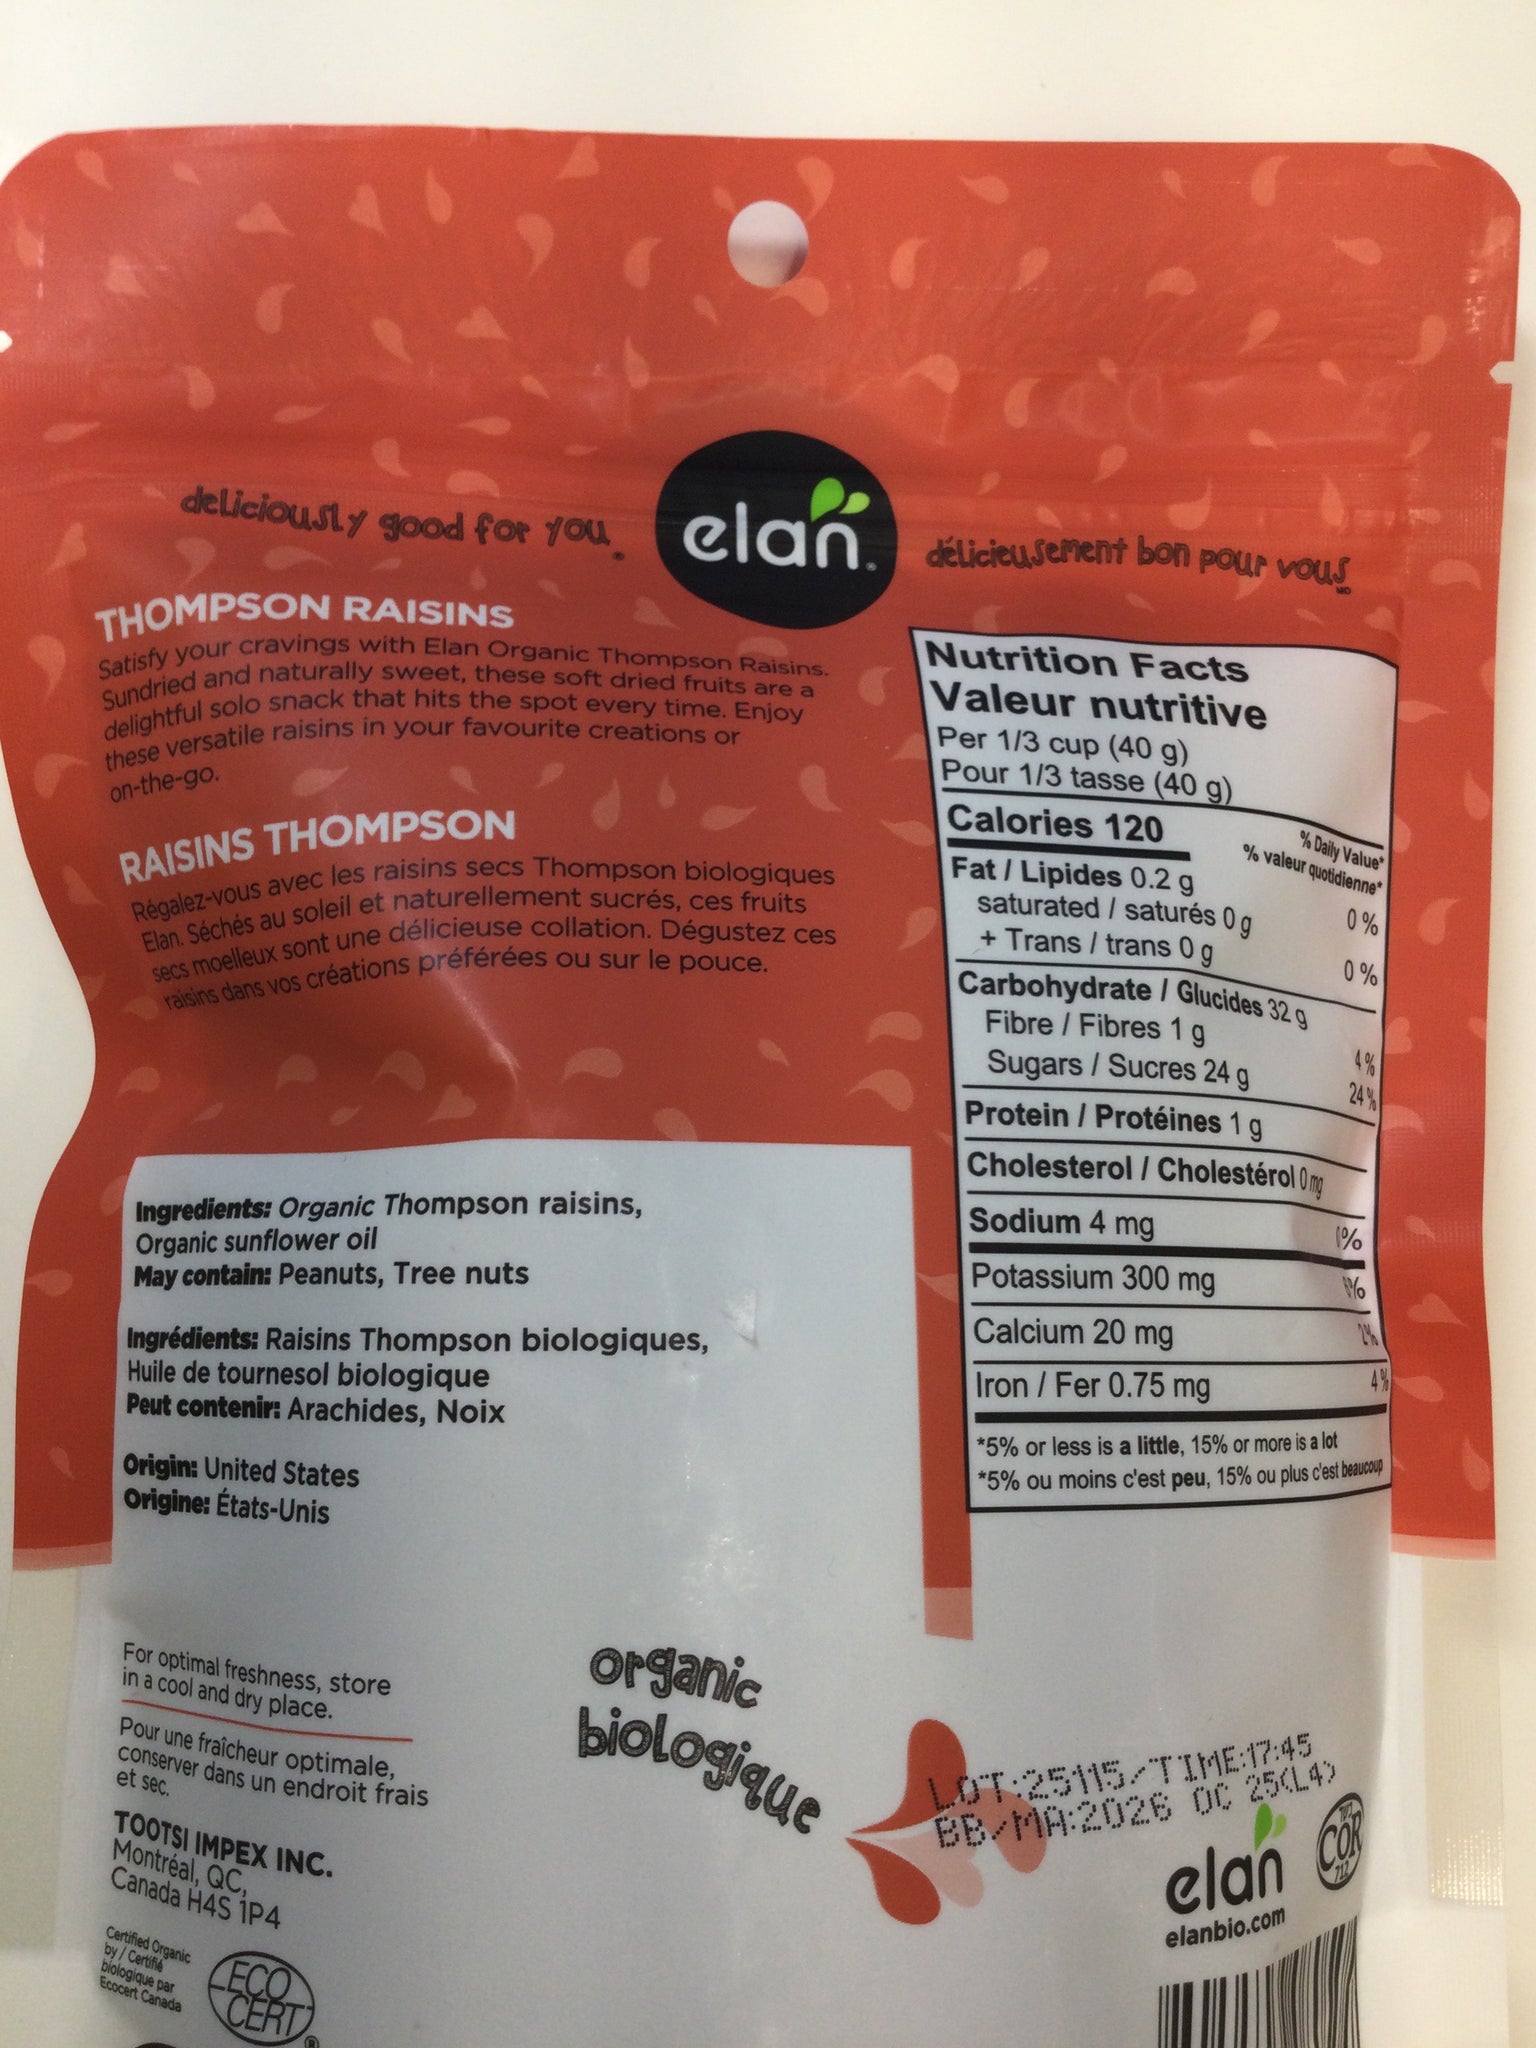 deliciously good for you
elan
délicieusement bon pour vous
MD
THOMPSON RAISINS
Satisfy your cravings with Elan Organic Thompson Raisins.
Sundried and naturally sweet, these soft dried fruits are a
delightful solo snack that hits the spot every time. Enjoy
these versatile raisins in your favourite creations or
on-the-go.
RAISINS THOMPSON
Régalez-vous avec les raisins secs Thompson biologiques
Elan. Séchés au soleil et naturellement sucrés, ces fruits
secs moelleux sont une délicieuse collation. Dégustez ces
raisins dans vos créations préférées ou sur le pouce.
Nutrition Facts
Valeur nutritive
Per 1/3 cup (40 g)
Pour 1/3 tasse (40 g)
Calories 120
% Daily Value*
% valeur quotidienne*
Fat / Lipides 0.2 g 0 %
saturated / saturés 0 g
+ Trans / trans 0 g 0 %
Carbohydrate / Glucides 32 g
Fibre / Fibres 1 g 4 %
Sugars / Sucres 24 g 24 %
Protein / Protéines 1 g
Cholesterol / Cholestérol 0 mg
Sodium 4 mg %
Potassium 300 mg %
Calcium 20 mg 2%
Iron / Fer 0.75 mg 4 %
*5% or less is a little, 15% or more is a lot
*5% ou moins c'est peu, 15% ou plus c'est beaucoup
Ingredients: Organic Thompson raisins,
Organic sunflower oil
May contain: Peanuts, Tree nuts
Ingrédients: Raisins Thompson biologiques,
Huile de tournesol biologique
Peut contenir: Arachides, Noix
Origin: United States
Origine: États-Unis
For optimal freshness, store
in a cool and dry place.
Pour une fraîcheur optimale,
conserver dans un endroit frais
et sec.
TOOTSI IMPEX INC.
Montréal, QC,
Canada H4S 1P4
Certified Organic
by / Certifié
biologique par
Ecocert Canada
ECO
CERT
organic
biologique
LOT:25115/TIME:17:45
BB/MA:2026 OC 25(L4)
elan
elanbio.com
COR
712